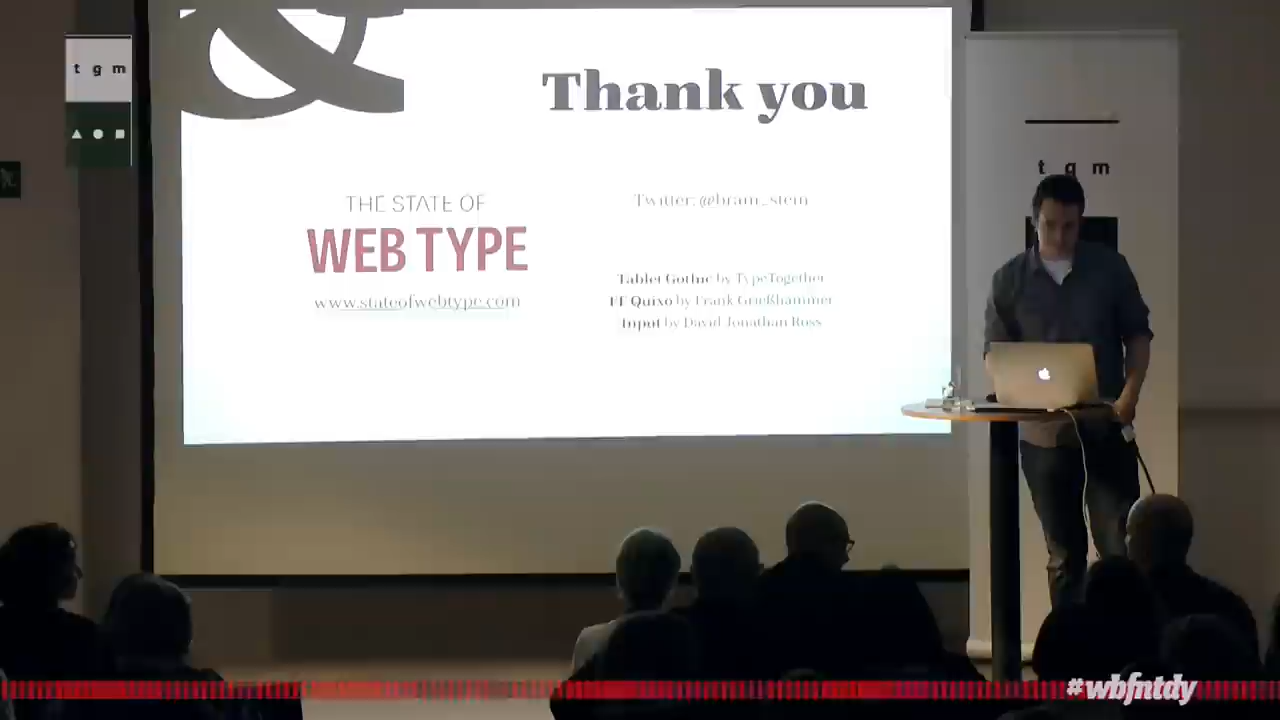 &
Thank you
t g m
THE STATE OF
WEB TYPE
www.stateofwebtype.com
Twitter: @bram_stein
Tablet Gothic by TypeTogether
FF Quixo by Frank Grießhammer
Input by David Jonathan Ross
t g m
#wbfntdy